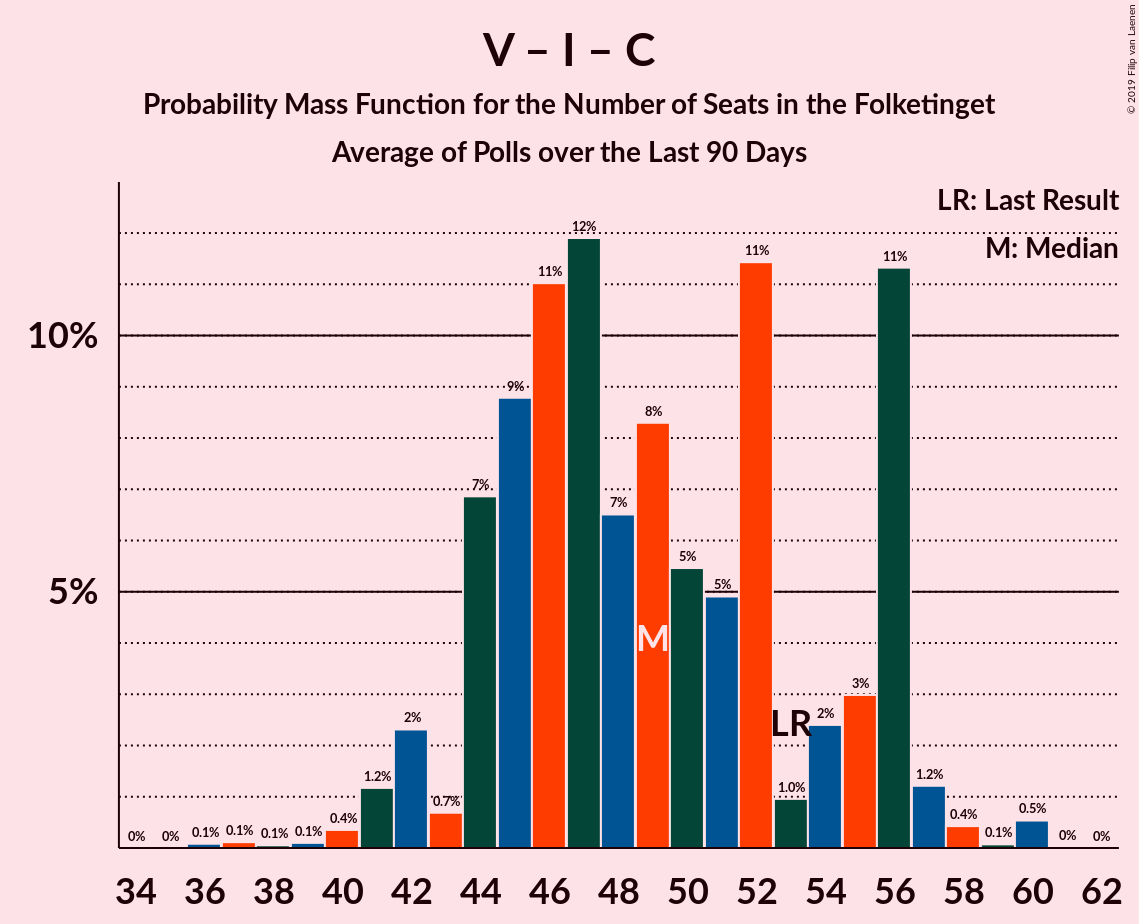 V – I – C
Probability Mass Function for the Number of Seats in the Folketinget
Average of Polls over the Last 90 Days
© 2019 Filip van Laenen
LR: Last Result
M: Median
10%
5%
0% 0% 0.1% 0.1% 0.1% 0.1% 0.4% 1.2% 2% 0.7% 7% 9% 11% 12% 7% 8% 5% 5% 11% 1.0% 2% 3% 11% 1.2% 0.4% 0.1% 0.5% 0% 0%
M
LR
34 36 38 40 42 44 46 48 50 52 54 56 58 60 62